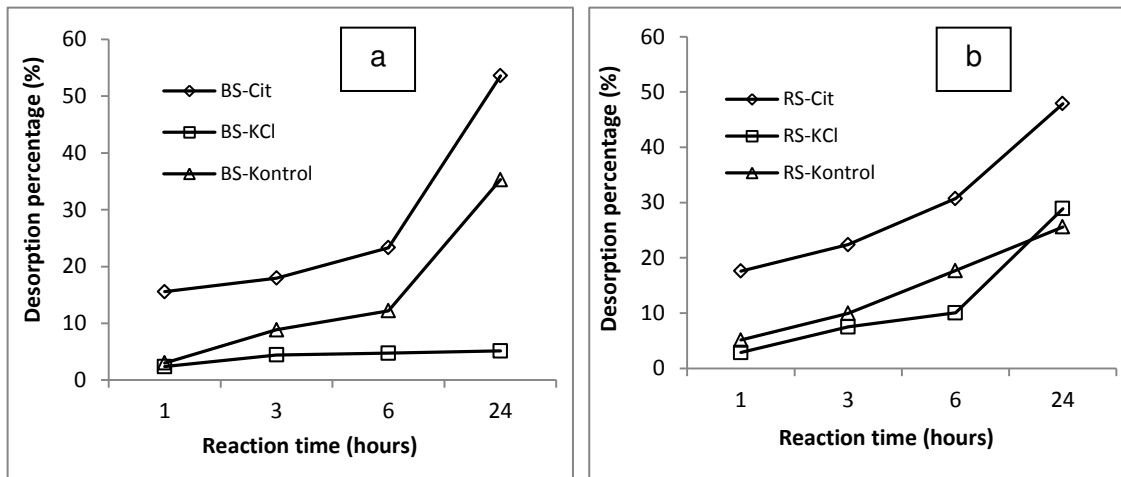 a
Desorption percentage (%)
60
50
40
30
20
10
0
BS-Cit
BS-KCl
BS-Kontrol
1 3 6 24
Reaction time (hours)
b
Desorption percentage (%)
60
50
40
30
20
10
0
RS-Cit
RS-KCl
RS-Kontrol
1 3 6 24
Reaction time (hours)